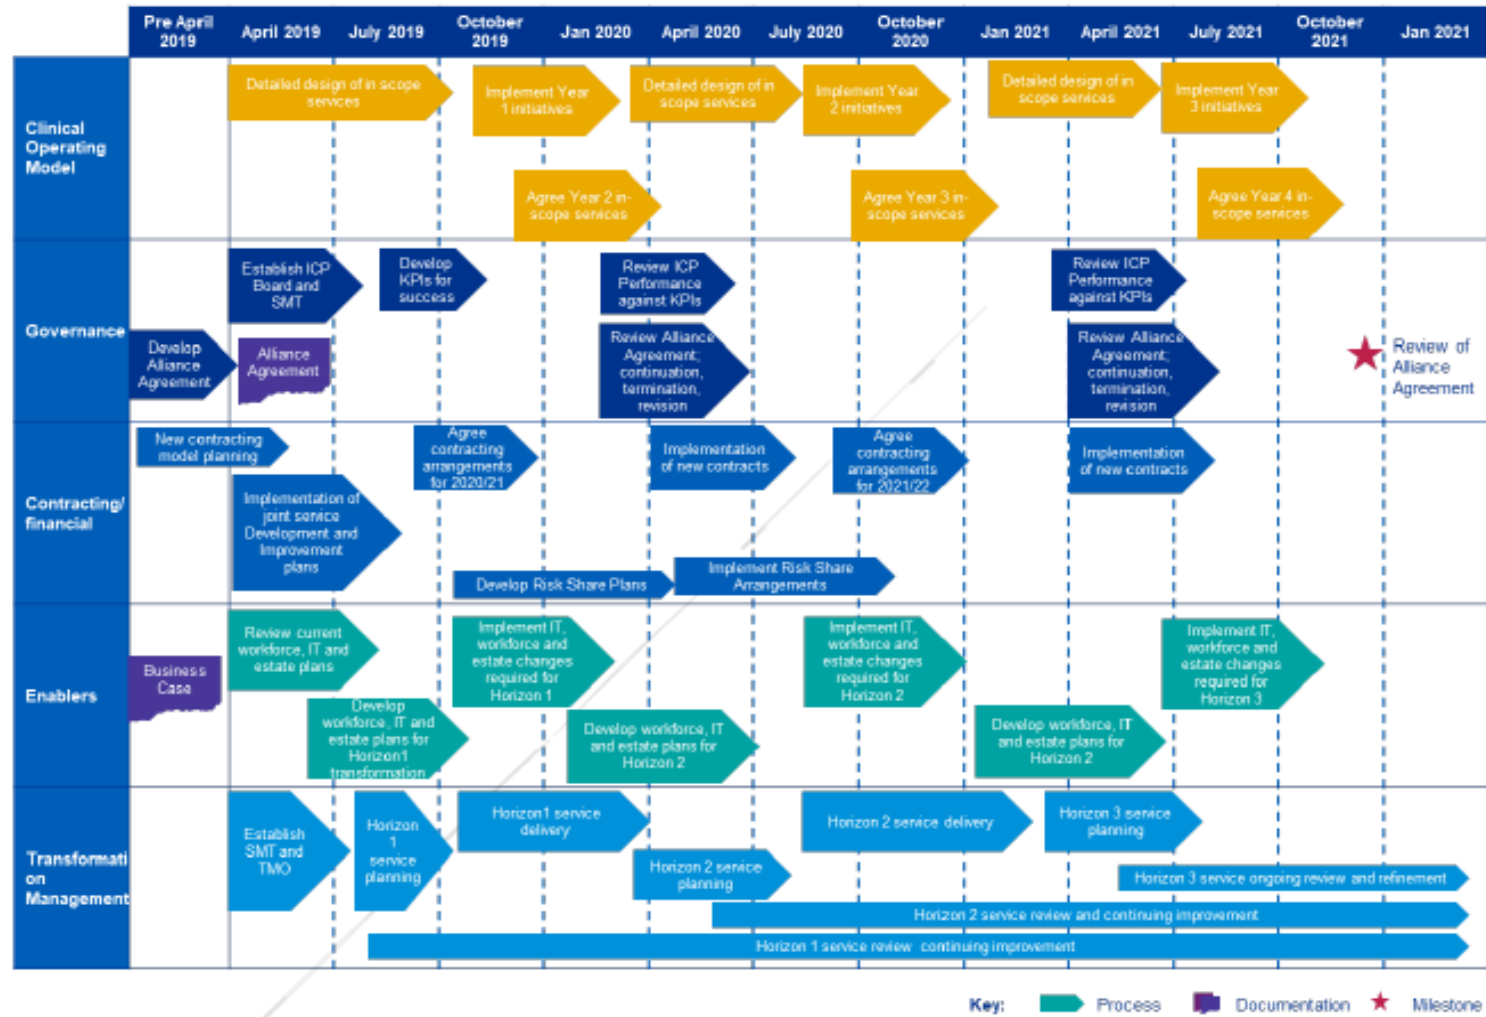 Pre April
2019
April 2019
July 2019
October
2019
Jan 2020
April 2020
July 2020
October
2020
Jan 2021
April 2021
July 2021
October
2021
Jan 2021
Clinical
Operating
Model
Detailed design of in scope
services
Implement Year
1 initiatives
Detailed design of in
scope services
Implement Year
2 initiatives
Detailed design of in
scope services
Implement Year
3 initiatives
Agree Year 2 in-
scope services
Agree Year 3 in-
scope services
Agree Year 4 in-
scope services
Governance
Establish ICP
Board and
SMT
Develop
KPIs for
success
Review ICP
Performance
against KPIs
Review ICP
Performance
against KPIs
Develop
Alliance
Agreement
Alliance
Agreement
Review Alliance
Agreement;
continuation,
termination,
revision
Review Alliance
Agreement;
continuation,
termination,
revision
Review of
Alliance
Agreement
Contracting/
financial
New contracting
model planning
Agree
contracting
arrangements
for 2020/21
Implementation
of new contracts
Agree
contracting
arrangements
for 2021/22
Implementation
of new contracts
Implementation of
joint service
Development and
Improvement
plans
Develop Risk Share Plans
Implement Risk Share
Arrangements
Enablers
Business
Case
Review current
workforce, IT and
estate plans
Implement IT,
workforce and
estate changes
required for
Horizon 1
Implement IT,
workforce and
estate changes
required for
Horizon 2
Implement IT,
workforce and
estate changes
required for
Horizon 3
Develop
workforce, IT and
estate plans for
Horizon1
transformation
Develop workforce, IT
and estate plans for
Horizon 2
Develop workforce, IT
and estate plans for
Horizon 2
Transformati
on
Management
Establish
SMT and
TMO
Horizon
1
service
planning
Horizon1 service
delivery
Horizon 2 service delivery
Horizon 3 service
planning
Horizon 2 service
planning
Horizon 3 service ongoing review and refinement
Horizon 2 service review and continuing improvement
Horizon 1 service review continuing improvement
Key:
Process
Documentation
Milestone